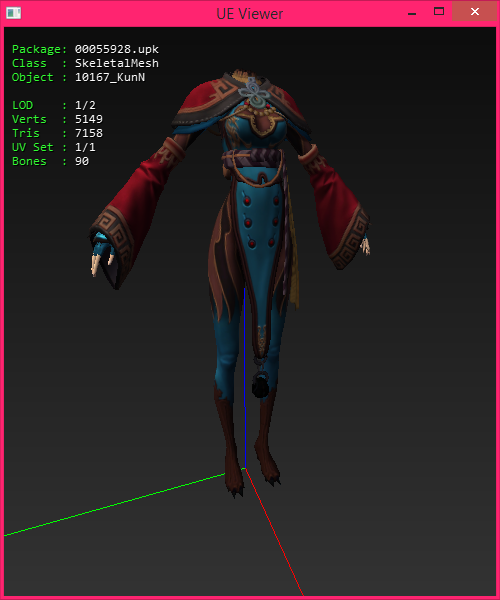 UE Viewer
Package: 00055928.upk
Class  : SkeletalMesh
Object : 10167_KunN
LOD    : 1/2
Verts  : 5149
Tris   : 7158
UV Set : 1/1
Bones  : 90